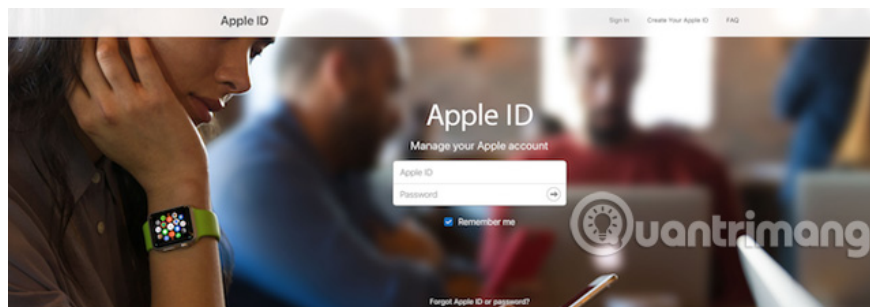 Apple ID
Sign In Create Your Apple ID FAQ
Apple ID
Manage your Apple account
Apple ID
Password
Remember me
Quantrimang
Forgot Apple ID or password?